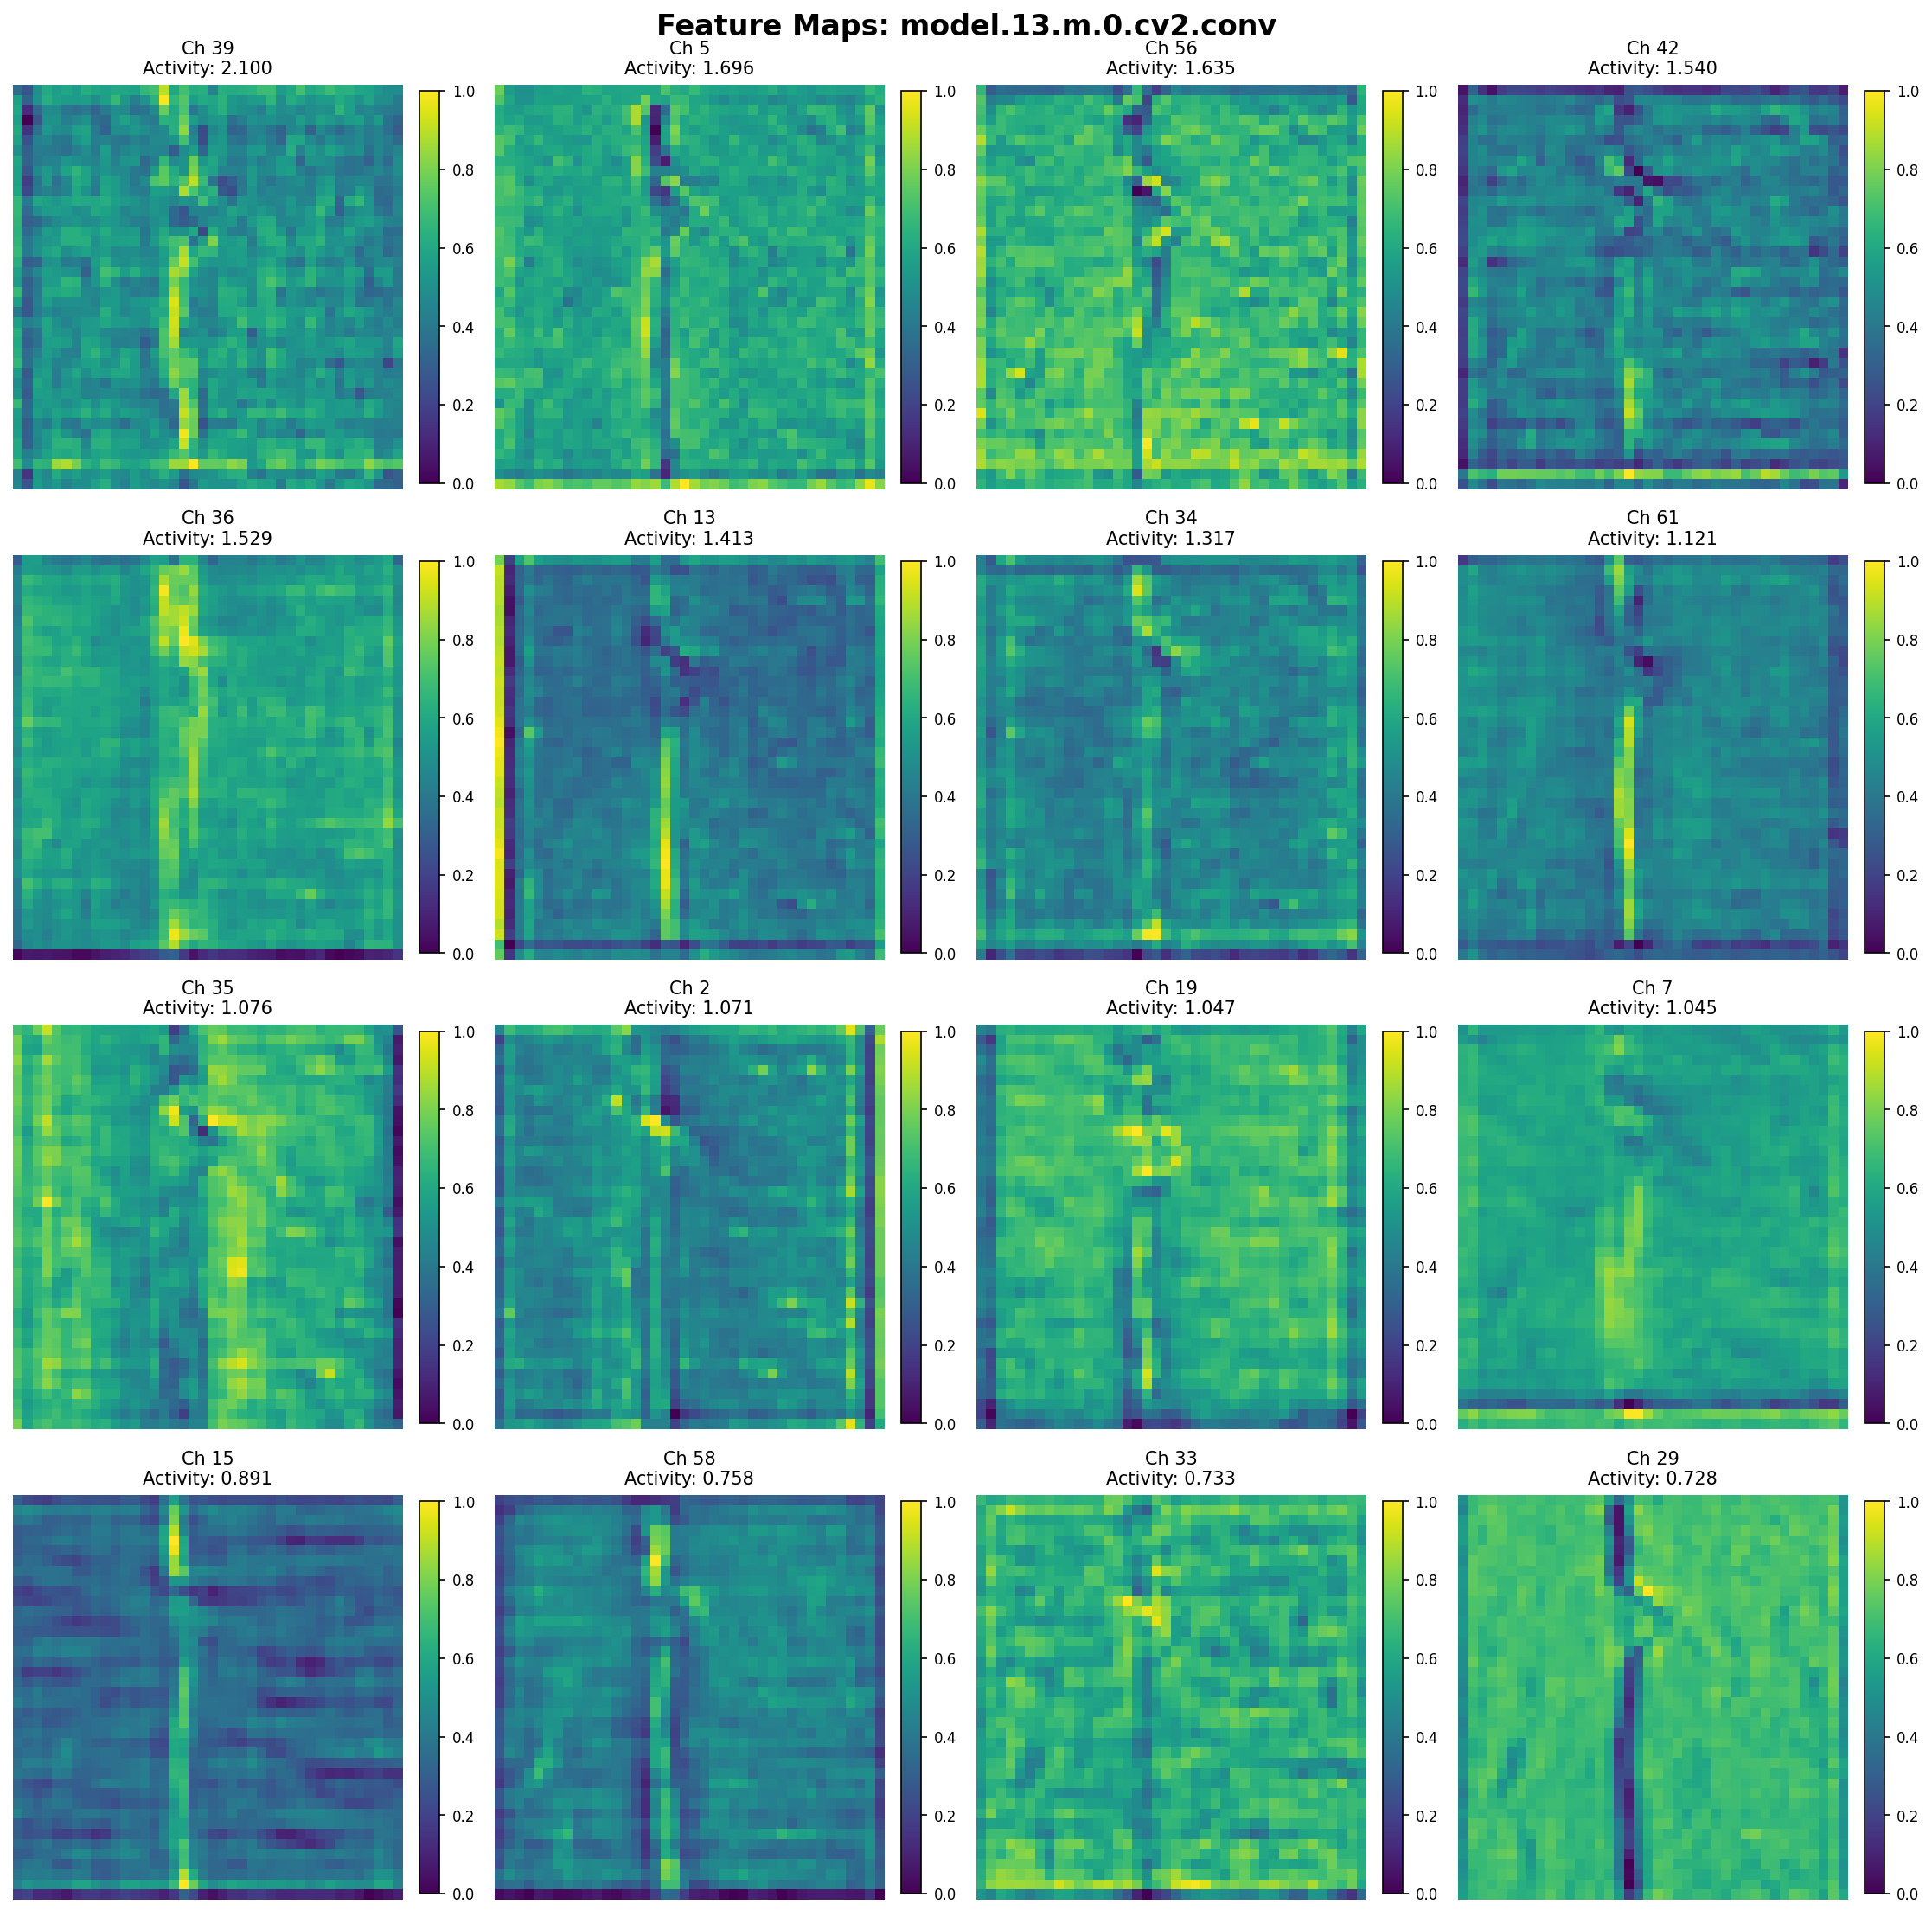 Feature Maps: model.13.m.0.cv2.conv
Ch 39
Activity: 2.100
1.0
0.8
0.6
0.4
0.2
0.0
Ch 5
Activity: 1.696
1.0
0.8
0.6
0.4
0.2
0.0
Ch 56
Activity: 1.635
1.0
0.8
0.6
0.4
0.2
0.0
Ch 42
Activity: 1.540
1.0
0.8
0.6
0.4
0.2
0.0
Ch 36
Activity: 1.529
1.0
0.8
0.6
0.4
0.2
0.0
Ch 13
Activity: 1.413
1.0
0.8
0.6
0.4
0.2
0.0
Ch 34
Activity: 1.317
1.0
0.8
0.6
0.4
0.2
0.0
Ch 61
Activity: 1.121
1.0
0.8
0.6
0.4
0.2
0.0
Ch 35
Activity: 1.076
1.0
0.8
0.6
0.4
0.2
0.0
Ch 2
Activity: 1.071
1.0
0.8
0.6
0.4
0.2
0.0
Ch 19
Activity: 1.047
1.0
0.8
0.6
0.4
0.2
0.0
Ch 7
Activity: 1.045
1.0
0.8
0.6
0.4
0.2
0.0
Ch 15
Activity: 0.891
1.0
0.8
0.6
0.4
0.2
0.0
Ch 58
Activity: 0.758
1.0
0.8
0.6
0.4
0.2
0.0
Ch 33
Activity: 0.733
1.0
0.8
0.6
0.4
0.2
0.0
Ch 29
Activity: 0.728
1.0
0.8
0.6
0.4
0.2
0.0